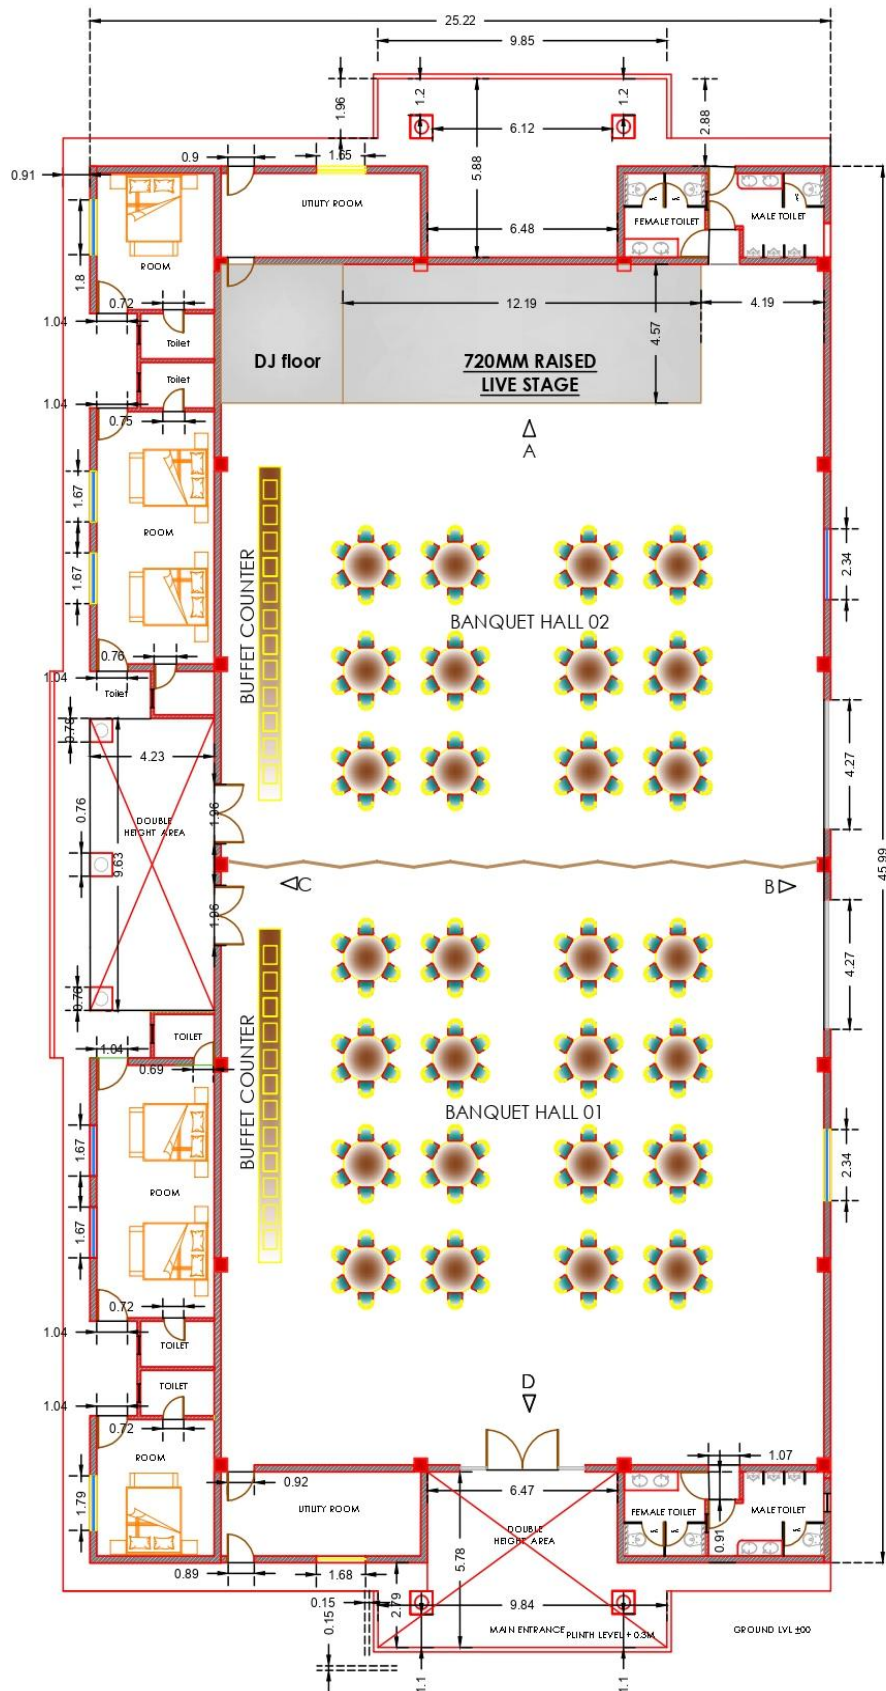 25.22
9.85
1.96
1.2
1.2
2.88
6.12
0.9
1.65
5.88
0.91
UTILITY ROOM
FEMALE TOILET
MALE TOILET
6.48
ROOM
1.8
0.72
12.19
4.19
4.57
1.04
Toilet
DJ floor
720MM RAISED
LIVE STAGE
Toilet
1.04
0.75
A
1.67
ROOM
1.67
2.34
BUFFET COUNTER
BANQUET HALL 02
0.76
1.04
Toilet
0.76
4.23
4.27
1.96
0.76
DOUBLE
HEIGHT AREA
9.63
45.99
C
B
1.96
4.27
0.76
TOILET
1.04
0.69
BUFFET COUNTER
BANQUET HALL 01
1.67
2.34
ROOM
1.67
0.72
1.04
TOILET
TOILET
D
1.04
0.72
ROOM
1.07
0.92
1.79
6.47
UTILITY ROOM
FEMALE TOILET
MALE TOILET
DOUBLE
HEIGHT AREA
0.91
5.78
0.89
1.68
2.79
0.15
9.84
0.15
MAIN ENTRANCE
PLINTH LEVEL + 0.3M
GROUND LVL ±00
1.1
1.1